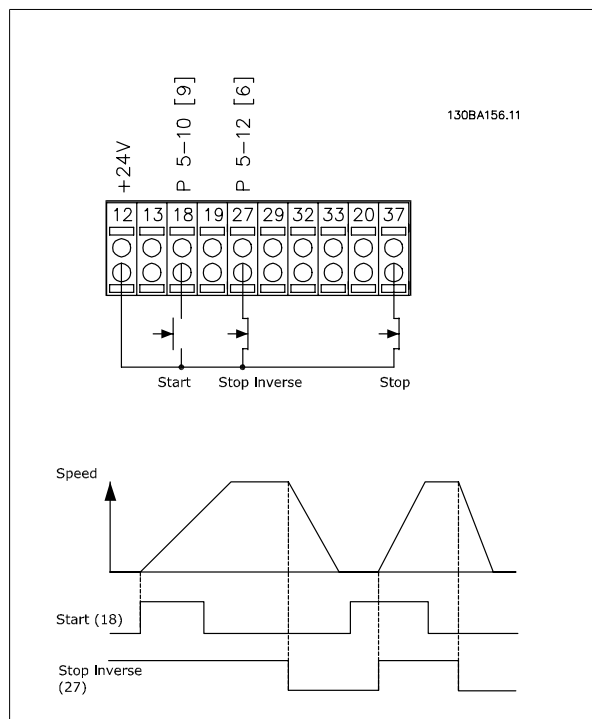 130BA156.11
+24V
P 5-10 [9]
P 5-12 [6]
12 13 18 19 27 29 32 33 20 37
Start Stop Inverse Stop
Speed
Start (18)
Stop Inverse
(27)